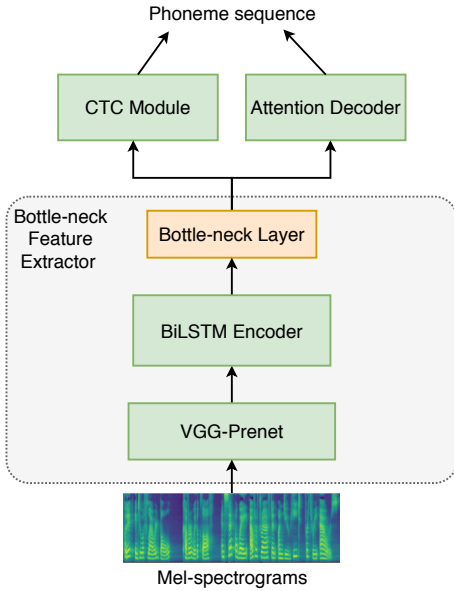 Phoneme sequence
CTC Module
Attention Decoder
Bottle-neck
Feature
Extractor
Bottle-neck Layer
BiLSTM Encoder
VGG-Prenet
Mel-spectrograms